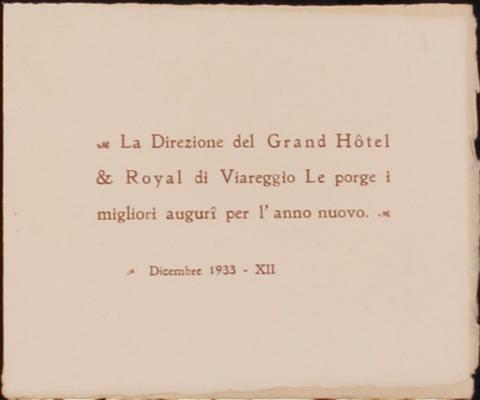 La Direzione del Grand Hôtel
& Royal di Viareggio Le porge i
migliori augurî per l'anno nuovo.
Dicembre 1933 - XII